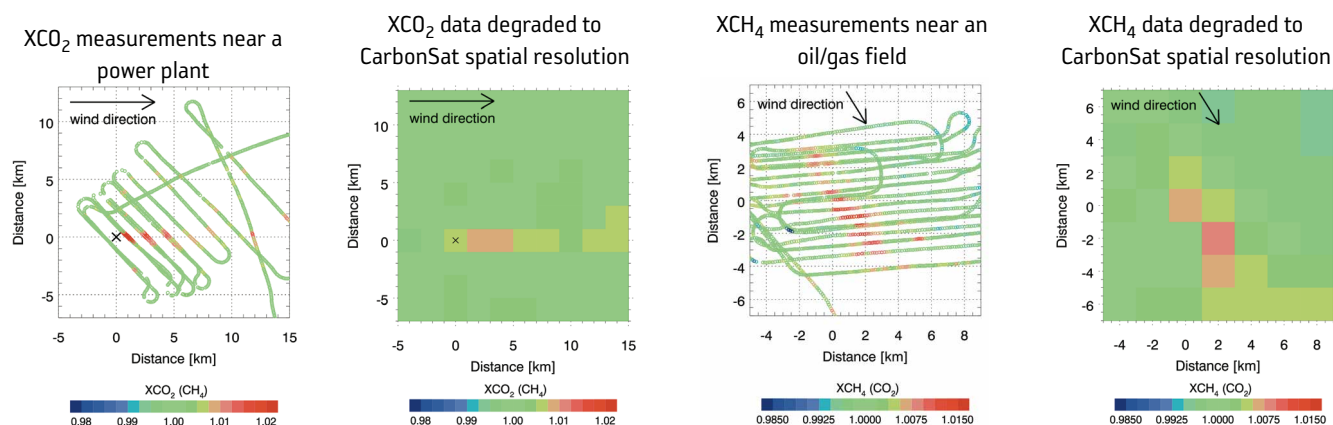 XCO₂ measurements near a
power plant
wind direction
Distance [km]
10
5
0
-5
-5 0 5 10 15
Distance [km]
XCO₂ (CH₄)
0.98 0.99 1.00 1.01 1.02
XCO₂ data degraded to
CarbonSat spatial resolution
wind direction
Distance [km]
10
5
0
-5
-5 0 5 10 15
Distance [km]
XCO₂ (CH₄)
0.98 0.99 1.00 1.01 1.02
XCH₄ measurements near an
oil/gas field
wind direction
Distance [km]
6
4
2
0
-2
-4
-6
-4 -2 0 2 4 6 8
Distance [km]
XCH₄ (CO₂)
0.9850 0.9925 1.0000 1.0075 1.0150
XCH₄ data degraded to
CarbonSat spatial resolution
wind direction
Distance [km]
6
4
2
0
-2
-4
-6
-4 -2 0 2 4 6 8
Distance [km]
XCH₄ (CO₂)
0.9850 0.9925 1.0000 1.0075 1.0150